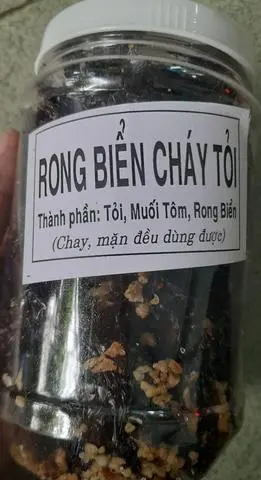 RONG BIỂN CHÁY TỎI
Thành phần: Tỏi, Muối Tôm, Rong Biển
(Chay, mặn đều dùng được)